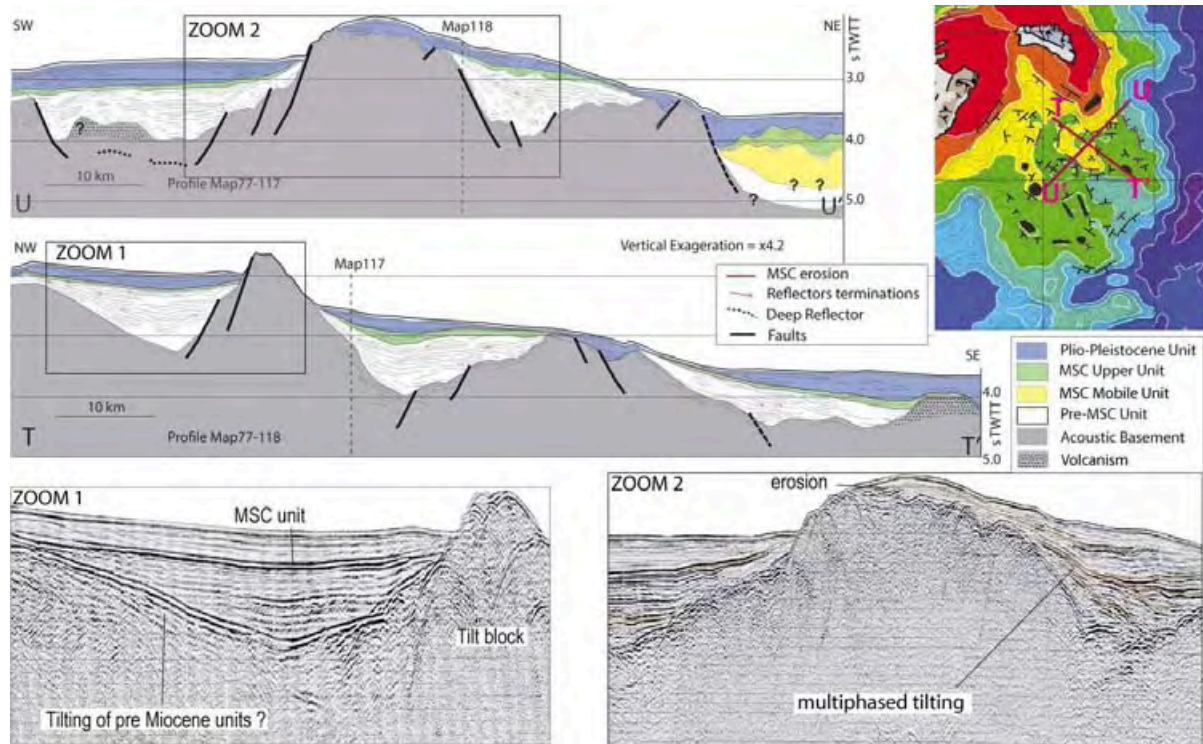 SW
ZOOM 2
Map118
NE
s TWTT
3.0
4.0
5.0
?
10 km
Profile Map77-117
? ?
?
U
U'
NW
ZOOM 1
Map117
Vertical Exageration = x4.2
MSC erosion
Reflectors terminations
Deep Reflector
Faults
SE
4.0
s TWTT
5.0
10 km
Profile Map77-118
T
T'
T
U
U'
T'
Plio-Pleistocene Unit
MSC Upper Unit
MSC Mobile Unit
Pre-MSC Unit
Acoustic Basement
Volcanism
ZOOM 1
MSC unit
Tilt block
Tilting of pre Miocene units ?
ZOOM 2
erosion
multiphased tilting